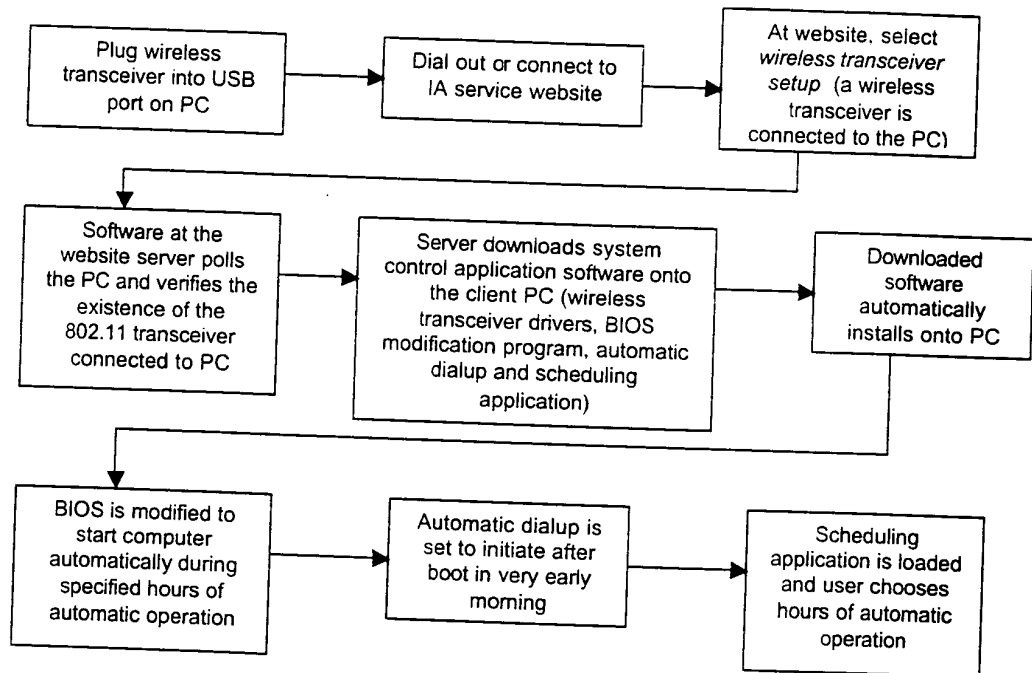 Plug wireless
transceiver into USB
port on PC
Dial out or connect to
IA service website
At website, select
wireless transceiver
setup (a wireless
transceiver is
connected to the PC)
Software at the
website server polls
the PC and verifies the
existence of the
802.11 transceiver
connected to PC
Server downloads system
control application software onto
the client PC (wireless
transceiver drivers, BIOS
modification program, automatic
dialup and scheduling
application)
Downloaded
software
automatically
installs onto PC
BIOS is modified to
start computer
automatically during
specified hours of
automatic operation
Automatic dialup is
set to initiate after
boot in very early
morning
Scheduling
application is loaded
and user chooses
hours of automatic
operation